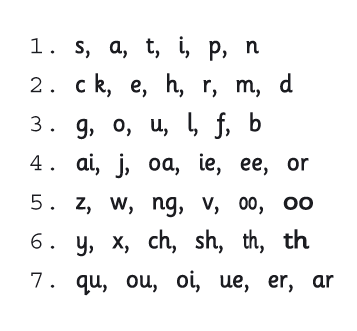 1. s, a, t, i, p, n
2. c k, e, h, r, m, d
3. g, o, u, l, f, b
4. ai, j, oa, ie, ee, or
5. z, w, ng, v, oo, oo
6. y, x, ch, sh, th, th
7. qu, ou, oi, ue, er, ar